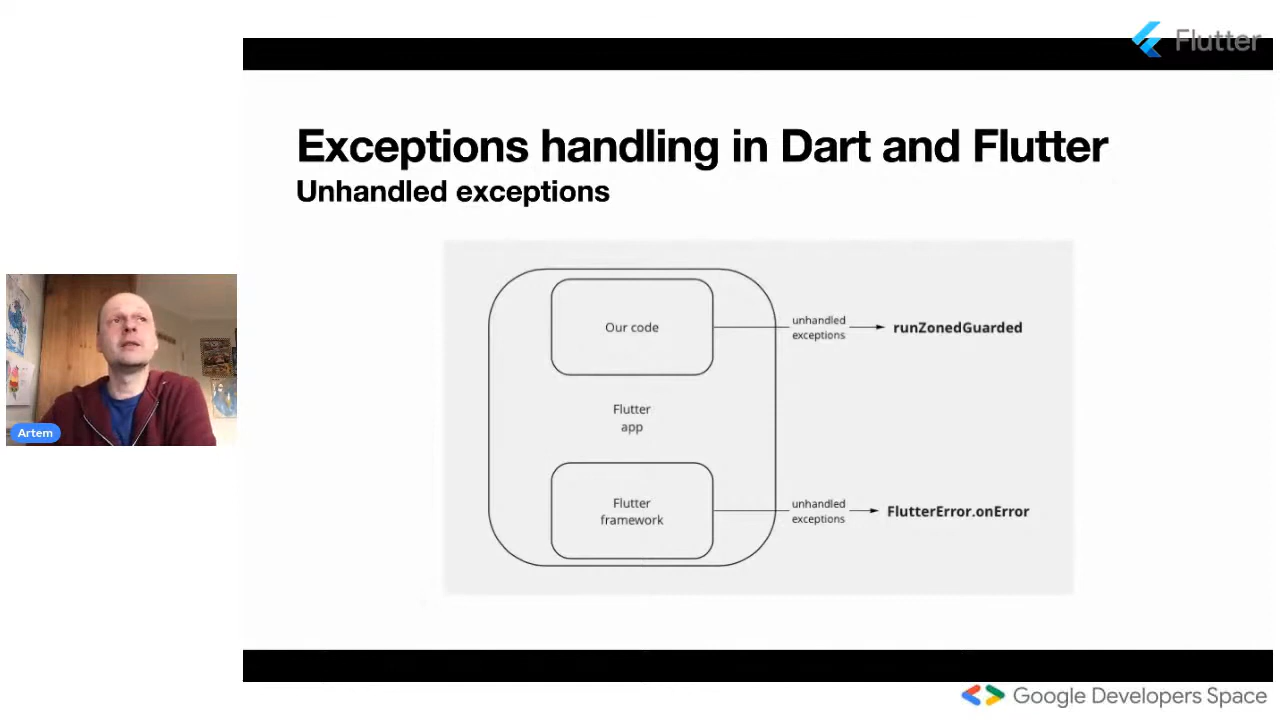 Flutter
Exceptions handling in Dart and Flutter
Unhandled exceptions
Our code
unhandled
exceptions
runZonedGuarded
Flutter
app
Flutter
framework
unhandled
exceptions
FlutterError.onError
Artem
Google Developers Space